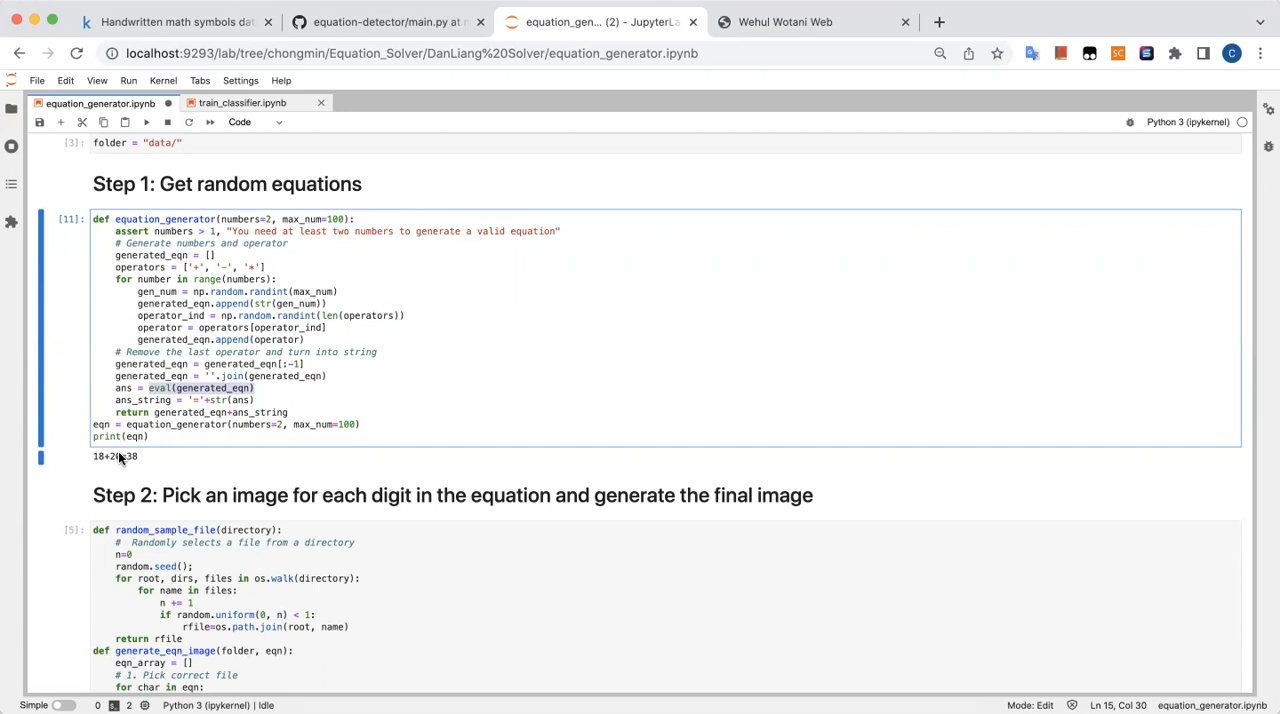 Handwritten math symbols dat
equation-detector/main.py at m
equation_gen... (2) - JupyterLa
Wehul Wotani Web
localhost:9293/lab/tree/chongmin/Equation_Solver/DanLiang%20Solver/equation_generator.ipynb
File Edit View Run Kernel Tabs Settings Help
equation_generator.ipynb train_classifier.ipynb
Code Python 3 (ipykernel)
[3]: folder = "data/"
Step 1: Get random equations
[11]: def equation_generator(numbers=2, max_num=100):
assert numbers > 1, "You need at least two numbers to generate a valid equation"
# Generate numbers and operator
generated_eqn = []
operators = ['+', '-', '*']
for number in range(numbers):
gen_num = np.random.randint(max_num)
generated_eqn.append(str(gen_num))
operator_ind = np.random.randint(len(operators))
operator = operators[operator_ind]
generated_eqn.append(operator)
# Remove the last operator and turn into string
generated_eqn = generated_eqn[:-1]
generated_eqn = ''.join(generated_eqn)
ans = eval(generated_eqn)
ans_string = '='+str(ans)
return generated_eqn+ans_string
eqn = equation_generator(numbers=2, max_num=100)
print(eqn)
18+20=38
Step 2: Pick an image for each digit in the equation and generate the final image
[5]: def random_sample_file(directory):
# Randomly selects a file from a directory
n=0
random.seed();
for root, dirs, files in os.walk(directory):
for name in files:
n += 1
if random.uniform(0, n) < 1:
rfile=os.path.join(root, name)
return rfile
def generate_eqn_image(folder, eqn):
eqn_array = []
# 1. Pick correct file
for char in eqn:
Simple 0 2 Python 3 (ipykernel) | Idle Mode: Edit Ln 15, Col 30 equation_generator.ipynb